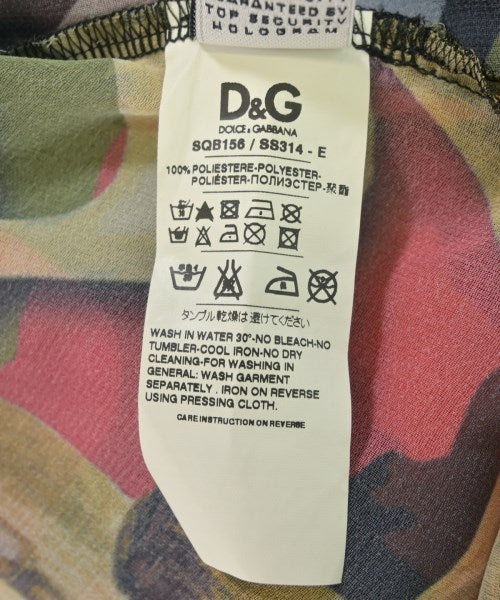 GUARANTEED BY
TOP SECURITY
HOLOGRAM
D&G
DOLCE & GABBANA
SQB156 / SS314 - E
100% POLIESTERE-POLYESTER-
POLIÉSTER-ПОЛИЭСТЕР-聚酯
タンブル乾燥は避けてください
WASH IN WATER 30°-NO BLEACH-NO
TUMBLER-COOL IRON-NO DRY
CLEANING-FOR WASHING IN
GENERAL: WASH GARMENT
SEPARATELY . IRON ON REVERSE
USING PRESSING CLOTH.
CARE INSTRUCTION ON REVERSE